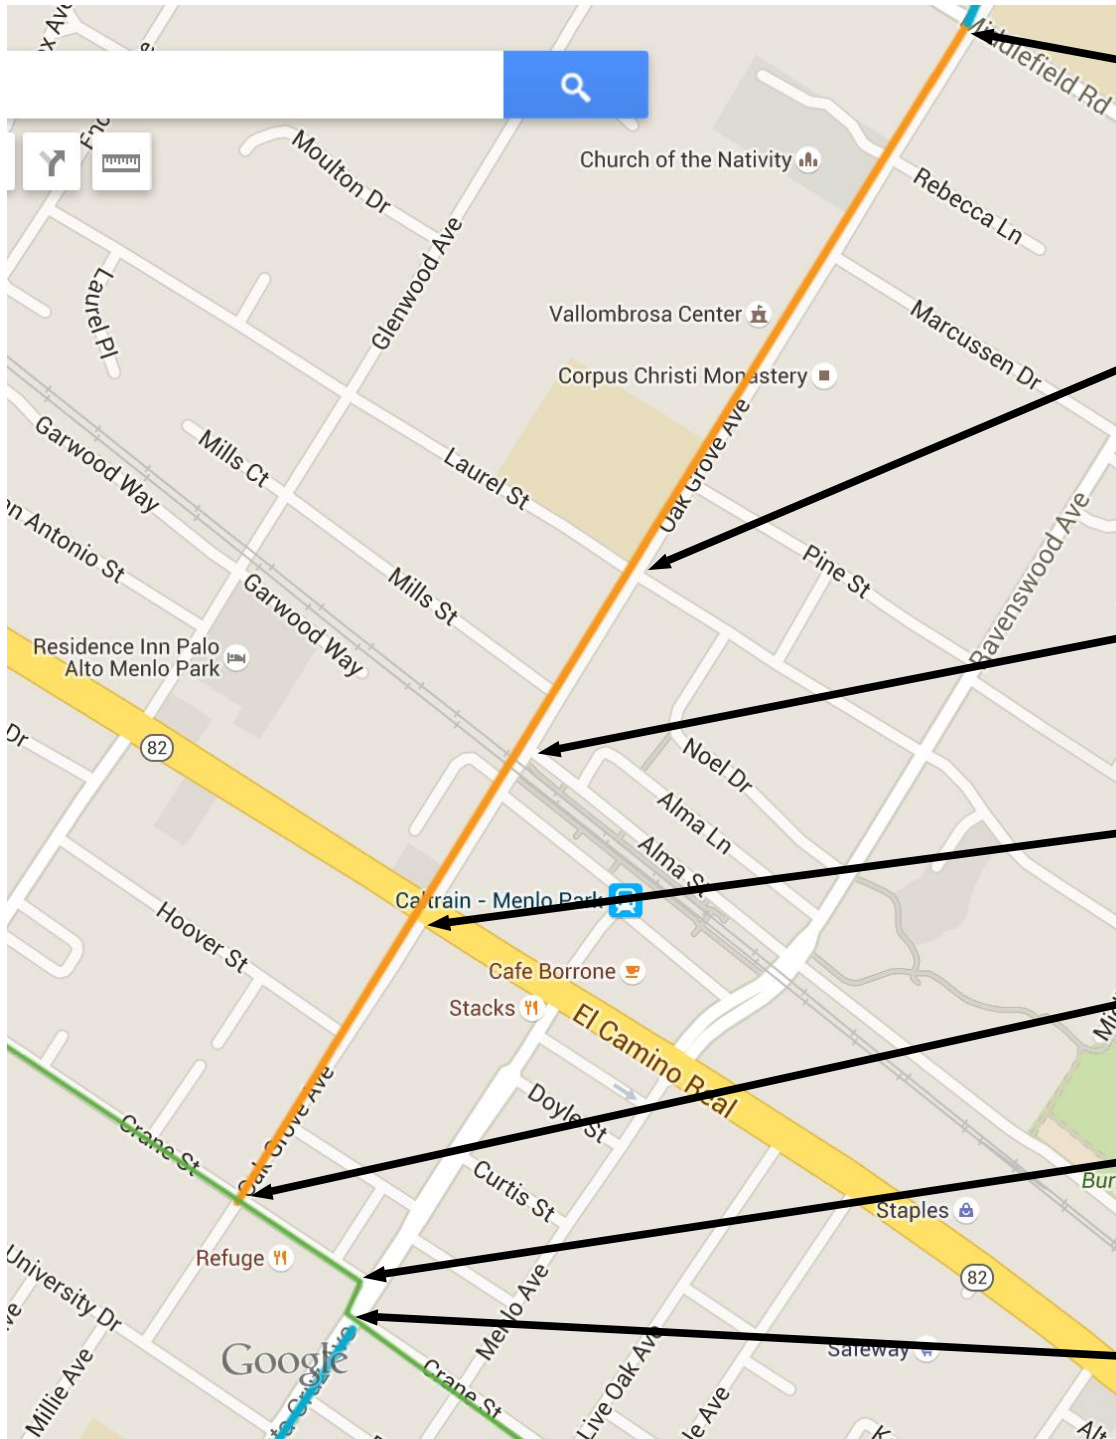 Middlefield Rd
Church of the Nativity
Moulton Dr
Rebecca Ln
Glenwood Ave
Laurel Pl
Vallombrosa Center
Marcussen Dr
Corpus Christi Monastery
Oak Grove Ave
Garwood Way
Mills Ct
Laurel St
Ravenswood Ave
Antonio St
Pine St
Mills St
Garwood Way
Residence Inn Palo
Alto Menlo Park
Dr
82
Noel Dr
Alma Ln
Alma St
Caltrain - Menlo Park
Hoover St
Cafe Borrone
Stacks
El Camino Real
Doyle St
Oak Grove Ave
Crane St
Curtis St
Staples
Refuge
University Dr
82
Menlo Ave
Safeway
Google
Live Oak Ave
Crane St
Millie Ave
Ave